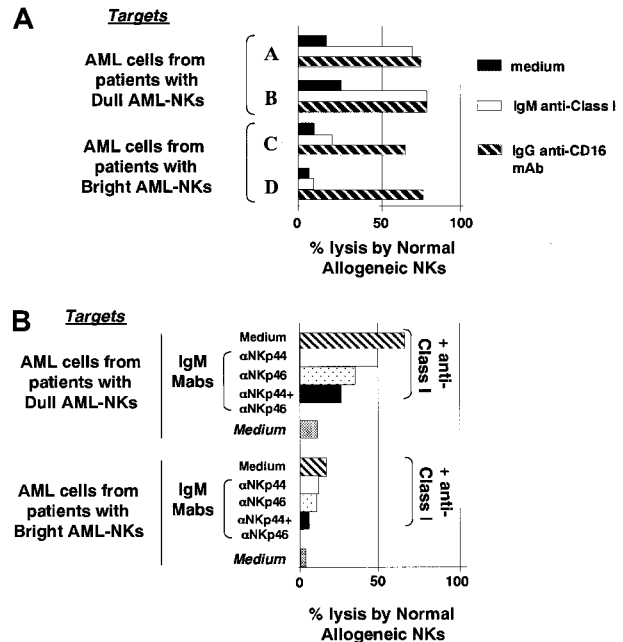 A
Targets
AML cells from
patients with
Dull AML-NKs
A
B
AML cells from
patients with
Bright AML-NKs
C
D
medium
IgM anti-Class I
IgG anti-CD16
mAb
0 50 100
% lysis by Normal
Allogeneic NKs
B
Targets
AML cells from
patients with
Dull AML-NKs
IgM
Mabs
Medium
αNKp44
αNKp46
αNKp44+
αNKp46
Medium
+ anti-
Class I
AML cells from
patients with
Bright AML-NKs
IgM
Mabs
Medium
αNKp44
αNKp46
αNKp44+
αNKp46
Medium
+ anti-
Class I
0 50 100
% lysis by Normal
Allogeneic NKs